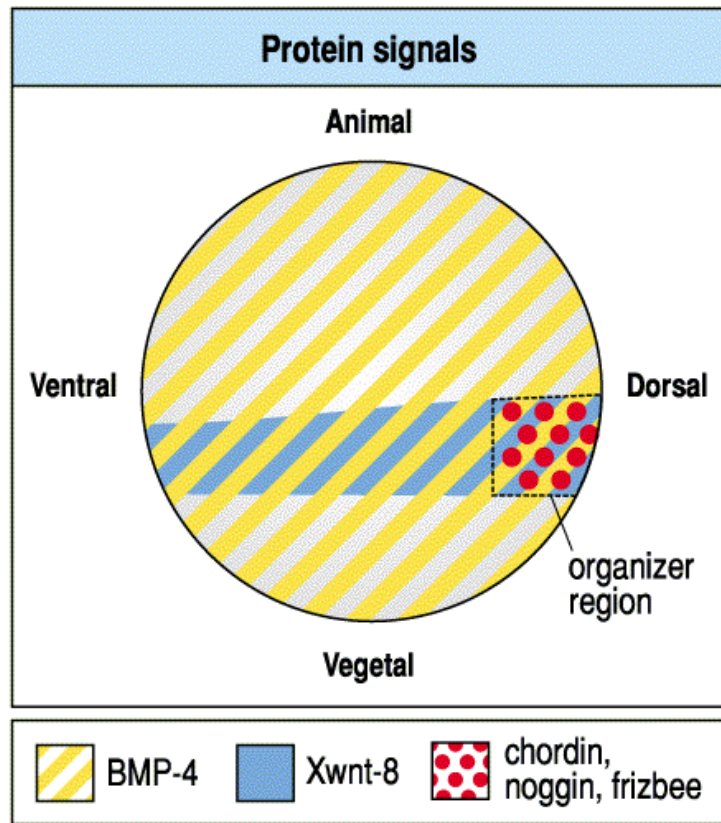 Protein signals
Animal
Ventral
Dorsal
organizer
region
Vegetal
BMP-4
Xwnt-8
chordin,
noggin, frizbee